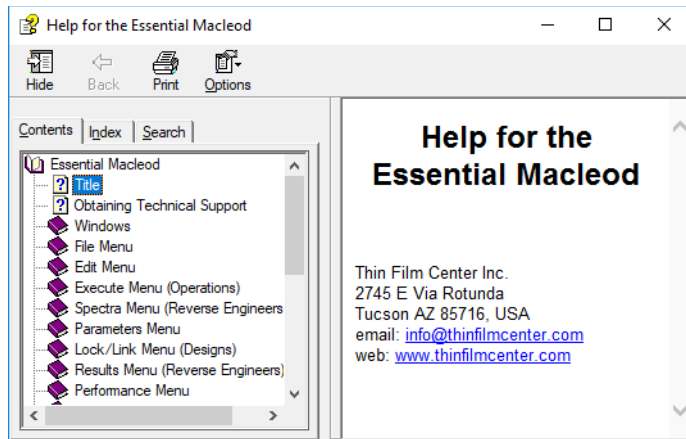 Help for the Essential Macleod
Hide Back Print Options
Contents Index Search
Essential Macleod
Title
Obtaining Technical Support
Windows
File Menu
Edit Menu
Execute Menu (Operations)
Spectra Menu (Reverse Engineers
Parameters Menu
Lock/Link Menu (Designs)
Results Menu (Reverse Engineers)
Performance Menu
Help for the
Essential Macleod
Thin Film Center Inc.
2745 E Via Rotunda
Tucson AZ 85716, USA
email: info@thinfilmcenter.com
web: www.thinfilmcenter.com